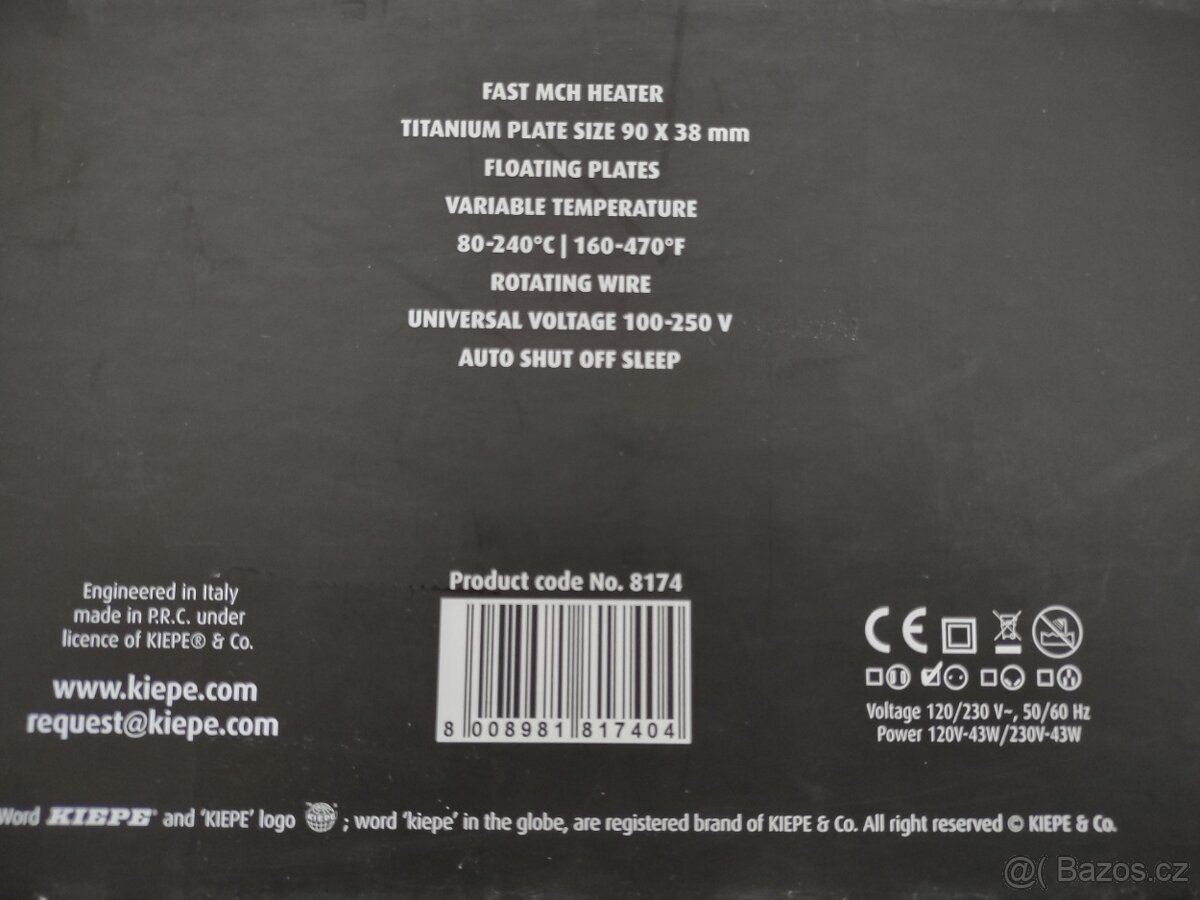 FAST MCH HEATER
TITANIUM PLATE SIZE 90 X 38 mm
FLOATING PLATES
VARIABLE TEMPERATURE
80-240°C | 160-470°F
ROTATING WIRE
UNIVERSAL VOLTAGE 100-250 V
AUTO SHUT OFF SLEEP
Engineered in Italy
made in P.R.C. under
licence of KIEPE® & Co.
www.kiepe.com
request@kiepe.com
Product code No. 8174
8 008981 817404
CE
Voltage 120/230 V~, 50/60 Hz
Power 120V-43W/230V-43W
Word KIEPE and 'KIEPE' logo KIEPE ; word 'kiepe' in the globe, are registered brand of KIEPE & Co. All right reserved © KIEPE & Co.
@( Bazos.cz